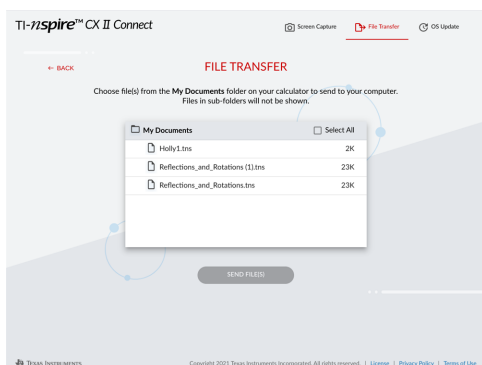 TI-nspire™ CX II Connect
Screen Capture
File Transfer
OS Update
← BACK
FILE TRANSFER
Choose file(s) from the My Documents folder on your calculator to send to your computer.
Files in sub-folders will not be shown.
My Documents
Select All
Holly1.tns 2K
Reflections_and_Rotations (1).tns 23K
Reflections_and_Rotations.tns 23K
SEND FILE(S)
TEXAS INSTRUMENTS
Copyright 2021 Texas Instruments Incorporated. All rights reserved. | License | Privacy Policy | Terms of Use